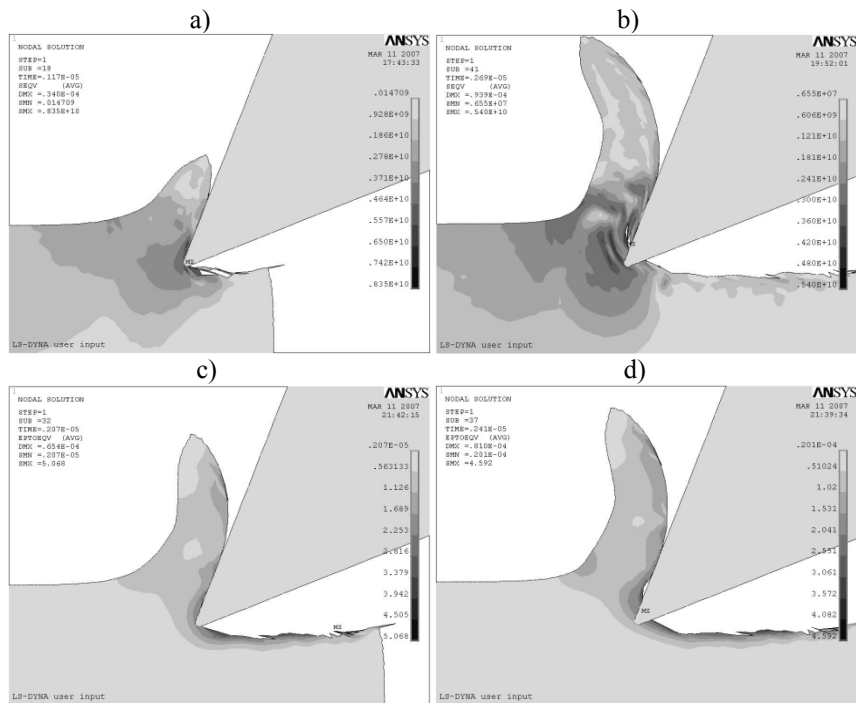 a)
1
NODAL SOLUTION
STEP=1
SUB =18
TIME=.117E-05
SEQV (AVG)
DMX =.340E-04
SMN =.014709
SMX =.835E+10
ANSYS
MAR 11 2007
17:43:33
.014709
.928E+09
.186E+10
.278E+10
.371E+10
.464E+10
.557E+10
.650E+10
.742E+10
.835E+10
MX
LS-DYNA user input
b)
1
NODAL SOLUTION
STEP=1
SUB =41
TIME=.269E-05
SEQV (AVG)
DMX =.939E-04
SMN =.655E+07
SMX =.540E+10
ANSYS
MAR 11 2007
19:52:01
.655E+07
.606E+09
.121E+10
.181E+10
.241E+10
.300E+10
.360E+10
.420E+10
.480E+10
.540E+10
MX
LS-DYNA user input
c)
1
NODAL SOLUTION
STEP=1
SUB =32
TIME=.207E-05
EPTOEQV (AVG)
DMX =.654E-04
SMN =.207E-05
SMX =5.068
ANSYS
MAR 11 2007
21:42:15
.207E-05
.563133
1.126
1.689
2.253
2.816
3.379
3.942
4.505
5.068
MX
LS-DYNA user input
d)
1
NODAL SOLUTION
STEP=1
SUB =37
TIME=.241E-05
EPTOEQV (AVG)
DMX =.810E-04
SMN =.201E-04
SMX =4.592
ANSYS
MAR 11 2007
21:39:34
.201E-04
.51024
1.02
1.531
2.041
2.551
3.061
3.572
4.082
4.592
MX
LS-DYNA user input